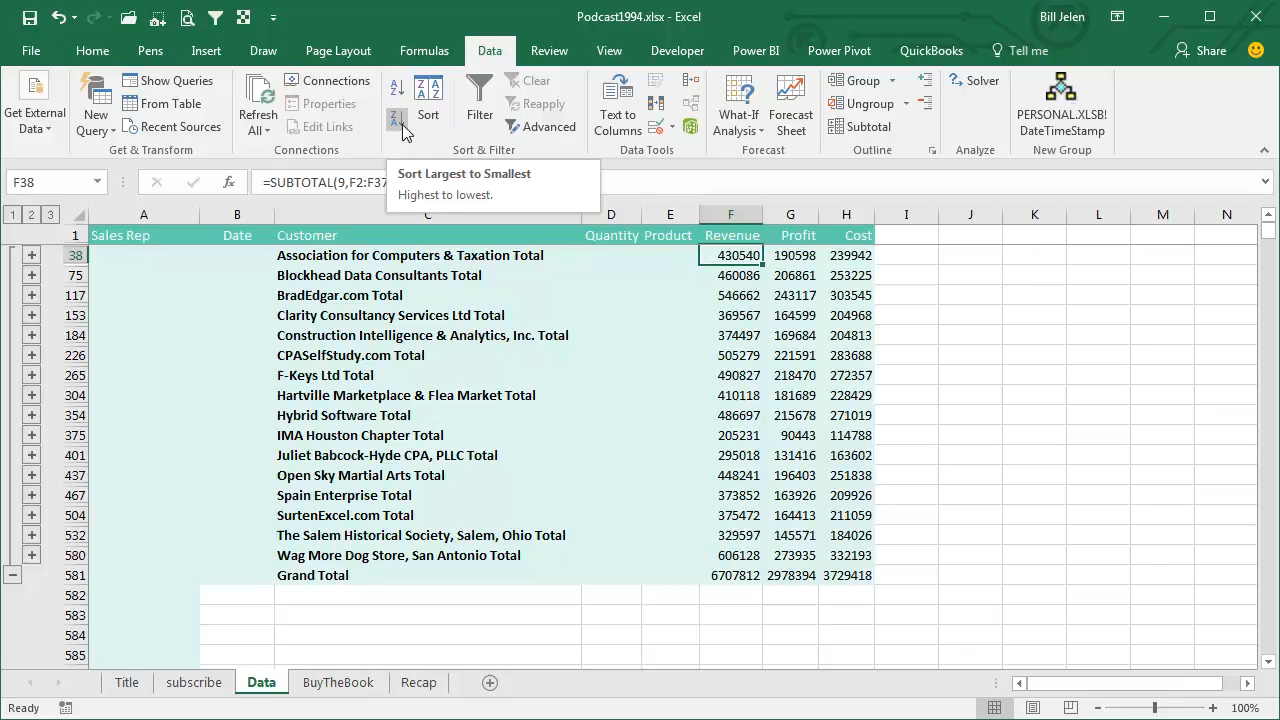 Podcast1994.xlsx - Excel
Bill Jelen
File Home Pens Insert Draw Page Layout Formulas Data Review View Developer Power BI Power Pivot QuickBooks Tell me Share
Get External Data
New Query
Show Queries
From Table
Recent Sources
Get & Transform
Refresh All
Connections
Properties
Edit Links
Connections
Sort
Filter
Clear
Reapply
Advanced
Sort & Filter
Text to Columns
Data Tools
What-If Analysis
Forecast Sheet
Forecast
Group
Ungroup
Subtotal
Outline
Solver
Analyze
PERSONAL.XLSB! DateTimeStamp
New Group
F38
fx
=SUBTOTAL(9,F2:F37
Sort Largest to Smallest
Highest to lowest.
1 2 3 A B C D E F G H I J K L M N
1 Sales Rep Date Customer Quantity Product Revenue Profit Cost
38 Association for Computers & Taxation Total 430540 190598 239942
75 Blockhead Data Consultants Total 460086 206861 253225
117 BradEdgar.com Total 546662 243117 303545
153 Clarity Consultancy Services Ltd Total 369567 164599 204968
184 Construction Intelligence & Analytics, Inc. Total 374497 169684 204813
226 CPASelfStudy.com Total 505279 221591 283688
265 F-Keys Ltd Total 490827 218470 272357
304 Hartville Marketplace & Flea Market Total 410118 181689 228429
354 Hybrid Software Total 486697 215678 271019
375 IMA Houston Chapter Total 205231 90443 114788
401 Juliet Babcock-Hyde CPA, PLLC Total 295018 131416 163602
437 Open Sky Martial Arts Total 448241 196403 251838
467 Spain Enterprise Total 373852 163926 209926
504 SurtenExcel.com Total 375472 164413 211059
532 The Salem Historical Society, Salem, Ohio Total 329597 145571 184026
580 Wag More Dog Store, San Antonio Total 606128 273935 332193
581 Grand Total 6707812 2978394 3729418
582
583
584
585
Title subscribe Data BuyTheBook Recap
Ready
100%